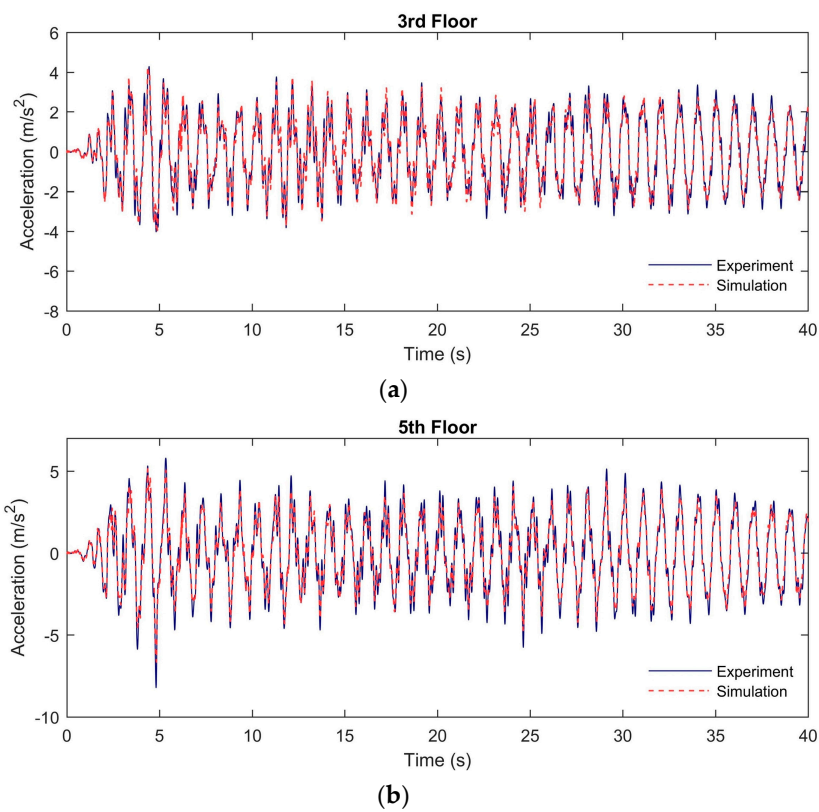 3rd Floor
6
4
2
0
-2
-4
-6
-8
Acceleration (m/s²)
Experiment
Simulation
0 5 10 15 20 25 30 35 40
Time (s)
(a)
5th Floor
5
0
-5
-10
Acceleration (m/s²)
Experiment
Simulation
0 5 10 15 20 25 30 35 40
Time (s)
(b)